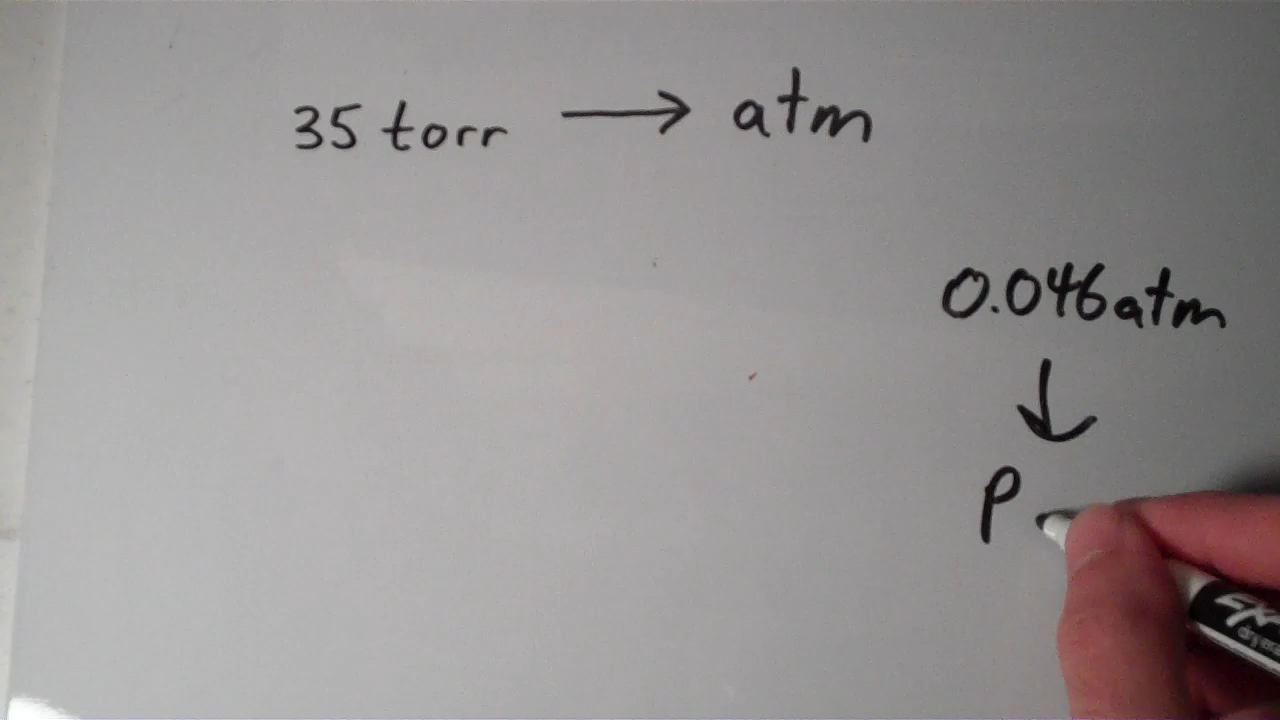 35 torr → atm
0.046 atm
↓
P